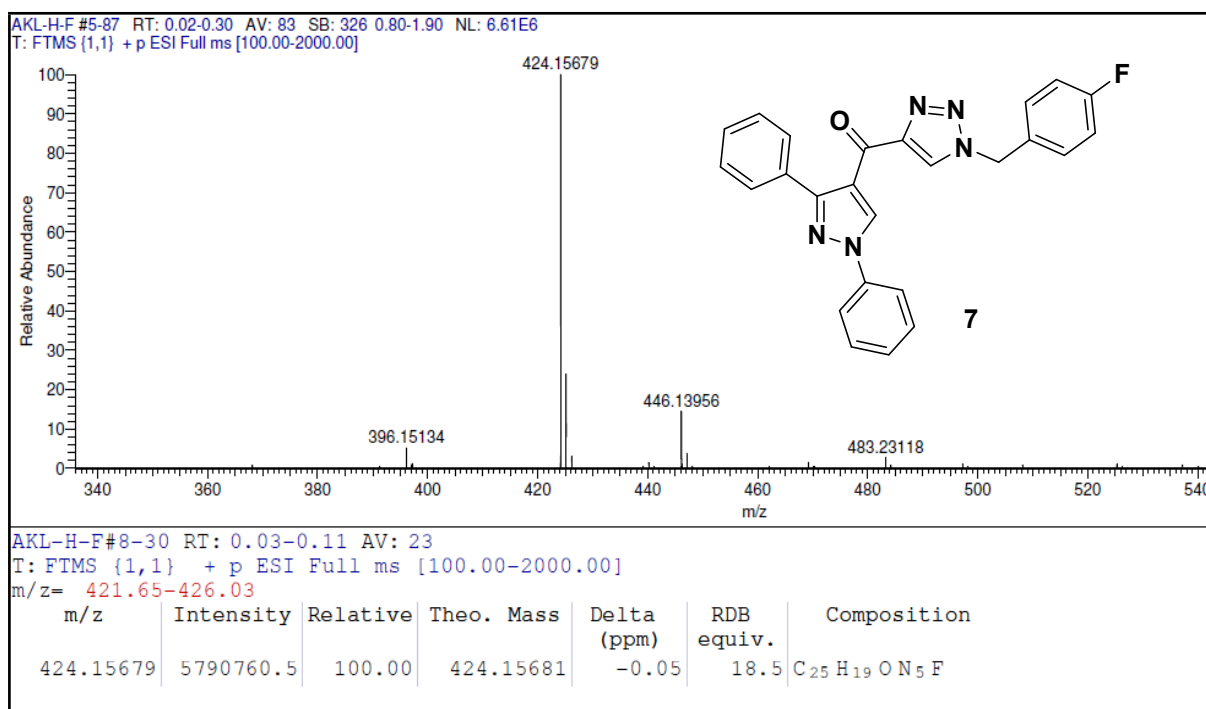 AKL-H-F #5-87 RT: 0.02-0.30 AV: 83 SB: 326 0.80-1.90 NL: 6.61E6
T: FTMS {1,1} + p ESI Full ms [100.00-2000.00]
424.15679
100
90
80
70
60
50
40
30
20
10
0
Relative Abundance
396.15134
446.13956
483.23118
340
360
380
400
420
440
460
480
500
520
540
m/z
F
O
N
N
N
N
N
7
AKL-H-F#8-30 RT: 0.03-0.11 AV: 23
T: FTMS {1,1} + p ESI Full ms [100.00-2000.00]
m/z= 421.65-426.03
m/z Intensity Relative Theo. Mass Delta (ppm) RDB equiv. Composition
424.15679 5790760.5 100.00 424.15681 -0.05 18.5 C25H19ON5F